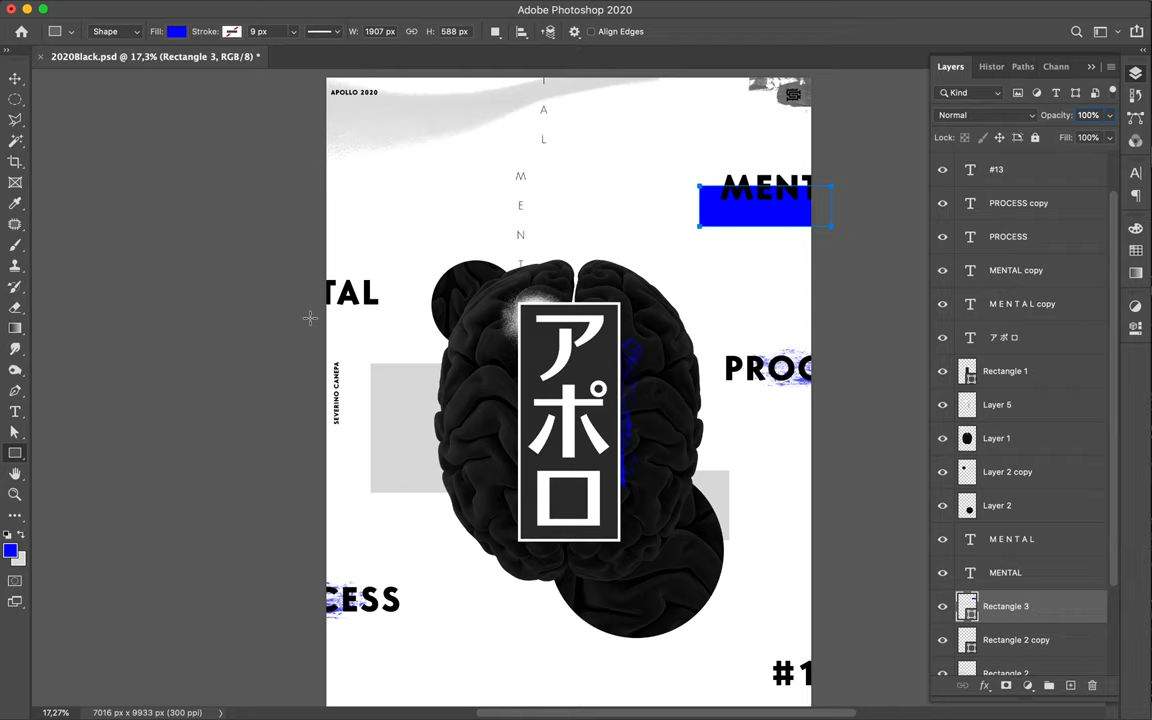 Adobe Photoshop 2020
Shape
Fill:
Stroke:
9 px
W: 1907 px
H: 588 px
Align Edges
2020Black.psd @ 17,3% (Rectangle 3, RGB/8) *
APOLLO 2020
A
L
M
E
N
T
MENT
TAL
SEVERINO CANEPA
アポロ
PROC
CESS
#1
Layers
Histor
Paths
Chann
Kind
Normal
Opacity: 100%
Lock:
Fill: 100%
#13
PROCESS copy
PROCESS
MENTAL copy
M E N T A L copy
ア ポ ロ
Rectangle 1
Layer 5
Layer 1
Layer 2 copy
Layer 2
M E N T A L
MENTAL
Rectangle 3
Rectangle 2 copy
Rectangle 2
17,27%
7016 px x 9933 px (300 ppi)